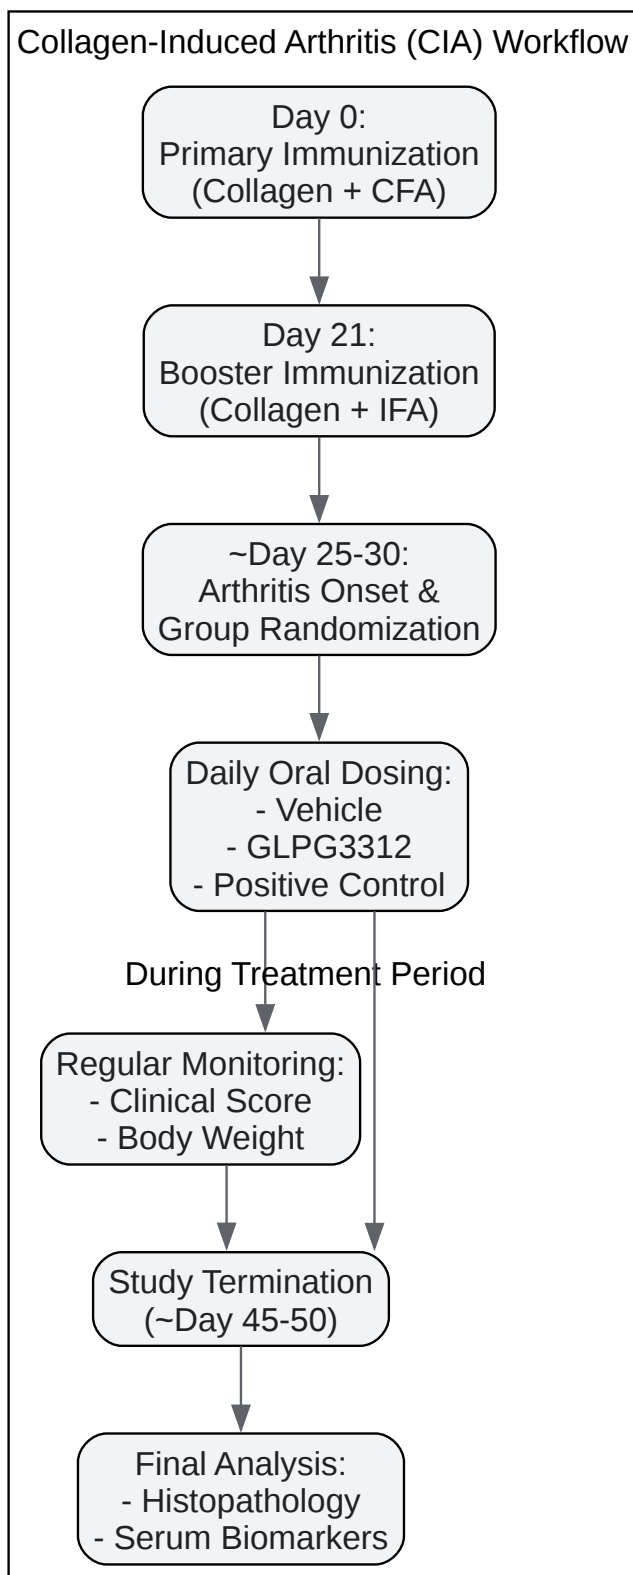 Collagen-Induced Arthritis (CIA) Workflow
Day 0:
Primary Immunization
(Collagen + CFA)
Day 21:
Booster Immunization
(Collagen + IFA)
~Day 25-30:
Arthritis Onset &
Group Randomization
Daily Oral Dosing:
- Vehicle
- GLPG3312
- Positive Control
During Treatment Period
Regular Monitoring:
- Clinical Score
- Body Weight
Study Termination
(~Day 45-50)
Final Analysis:
- Histopathology
- Serum Biomarkers